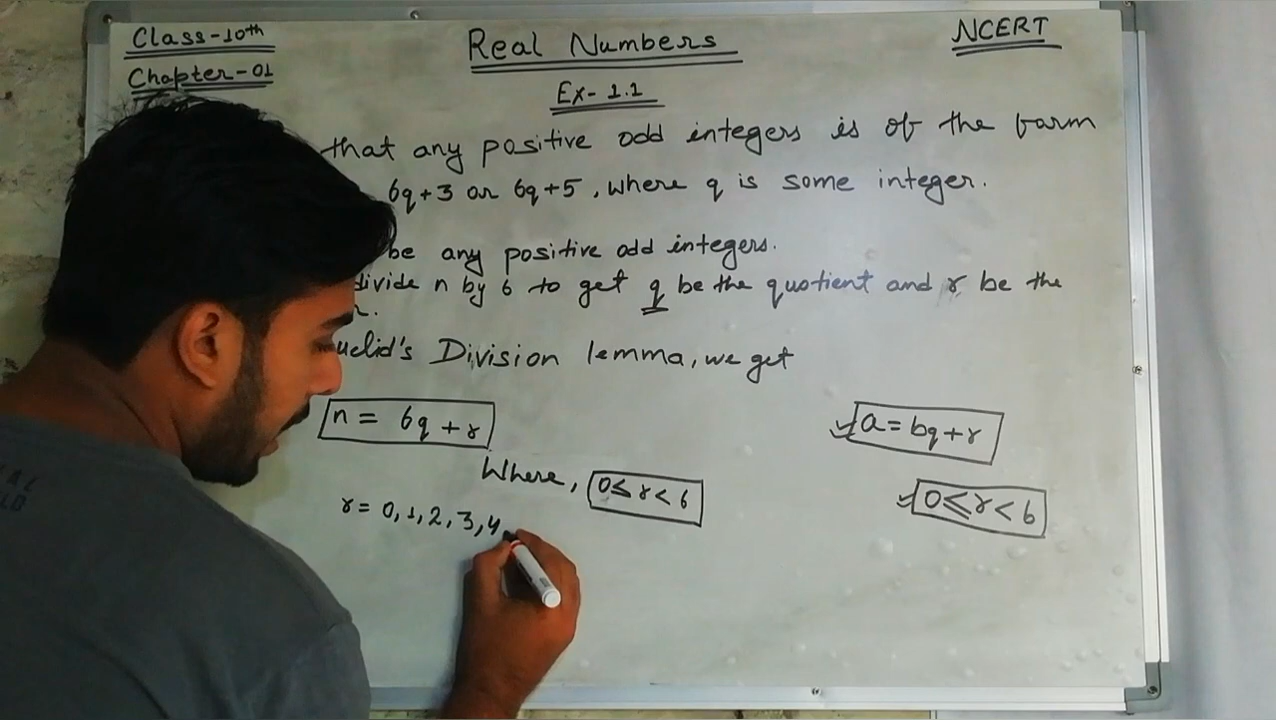 Class-10th
Real Numbers
NCERT
Chapter-01
Ex- 1.1
that any positive odd integers is of the form
6q+3 or 6q+5, where q is some integer.
be any positive odd integers.
divide n by 6 to get q be the quotient and r be the
r.
uclid's Division lemma, we get
n = 6q + r
a = bq + r
Where, 0 ≤ r < 6
0 ≤ r < b
r = 0, 1, 2, 3, 4